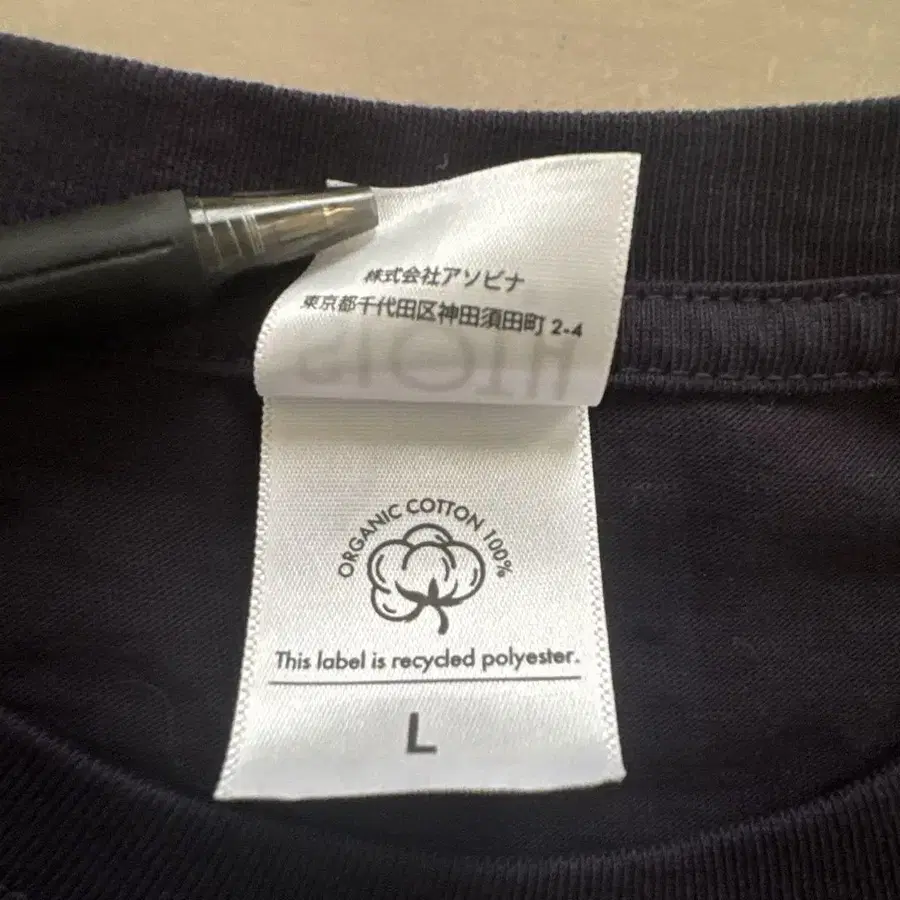 株式会社アソビナ
東京都千代田区神田須田町 2-4
ORGANIC COTTON 100%
This label is recycled polyester.
L